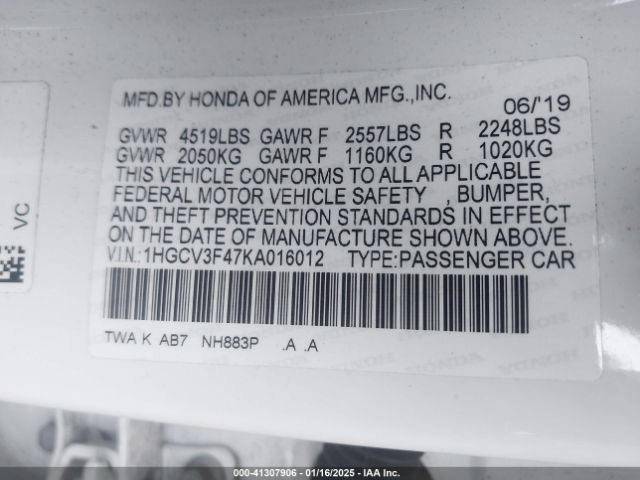 MFD.BY HONDA OF AMERICA MFG.,INC. 06/'19
GVWR 4519LBS GAWR F 2557LBS R 2248LBS
GVWR 2050KG GAWR F 1160KG R 1020KG
THIS VEHICLE CONFORMS TO ALL APPLICABLE
FEDERAL MOTOR VEHICLE SAFETY , BUMPER,
AND THEFT PREVENTION STANDARDS IN EFFECT
ON THE DATE OF MANUFACTURE SHOWN ABOVE.
V.I.N.:1HGCV3F47KA016012 TYPE:PASSENGER CAR
TWA K AB7 NH883P .A .A
VC
000-41307906 - 01/16/2025 - IAA Inc.